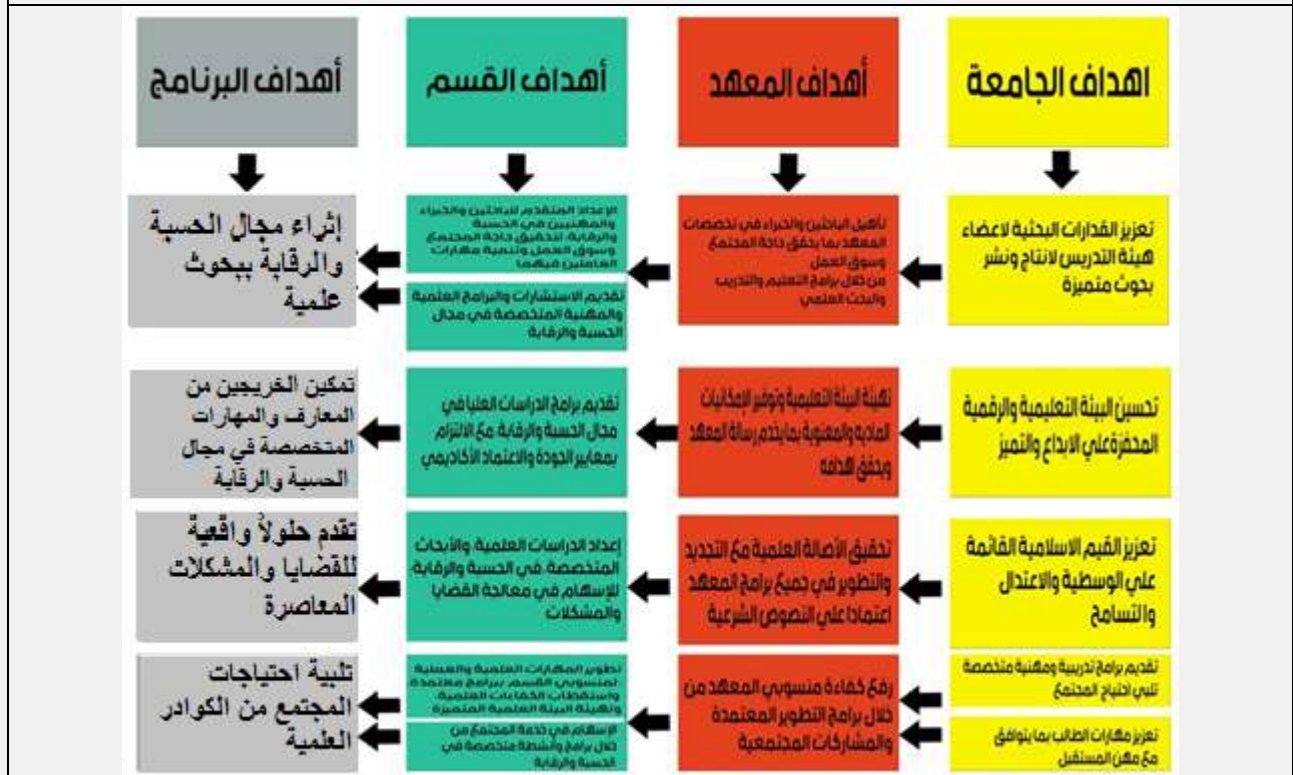 اهداف الجامعة
أهداف المعهد
أهداف القسم
أهداف البرنامج
تعزيز القدارات البحثية لاعضاء
هيئة التدريس لانتاج ونشر
بحوث متميزة
تأهيل الباحثين والخبراء في تخصصات
المعهد بما يحقق حاجة المجتمع
وسوق العمل
من خلال برامج التعليم والتدريب
والبحث العلمي
الإعداد المتقدم للباحثين والخبراء
والمهنيين في الحسبة
والرقابة، لتحقيق حاجة المجتمع
وسوق العمل وتنمية مهارات
العاملين فيهما
تقديم الاستشارات والبرامج العلمية
والمهنية المتخصصة في مجال
الحسبة والرقابة
إثراء مجال الحسبة
والرقابة ببحوث
علمية
تحسين البيئة التعليمية والرقمية
المحفزة علي الابداع والتميز
تهيئة البيئة التعليمية وتوفير الإمكانيات
المادية والمعنوية بما يخدم رسالة المعهد
ويحقق اهدافه
تقديم برامج الدراسات العليا في
مجال الحسبة والرقابة، مع الالتزام
بمعايير الجودة والاعتماد الأكاديمي
تمكين الخريجين من
المعارف والمهارات
المتخصصة في مجال
الحسبة والرقابة
تعزيز القيم الاسلامية القائمة
علي الوسطية والاعتدال
والتسامح
تحقيق الأصالة العلمية مع التجديد
والتطوير في جميع برامج المعهد
اعتمادا علي النصوص الشرعية
إعداد الدراسات العلمية، والأبحاث
المتخصصة، في الحسبة والرقابة،
للإسهام في معالجة القضايا
والمشكلات
تقدم حلولاً واقعية
للقضايا والمشكلات
المعاصرة
تقديم برامج تدريبية ومهنية متخصصة
تلبي احتياج المجتمع
تعزيز مهارات الطالب بما يتوافق
مع مهن المستقبل
رفع كفاءة منسوبي المعهد من
خلال برامج التطوير المعتمدة
والمشاركات المجتمعية
تطوير المهارات العلمية والعملية
لمنسوبي القسم، ببرامج معتمدة
واستقطاب الكفاءات العلمية،
وتهيئة البيئة العلمية المتميزة
الإسهام في خدمة المجتمع من
خلال برامج وأنشطة متخصصة في
الحسبة والرقابة
تلبية احتياجات
المجتمع من الكوادر
العلمية